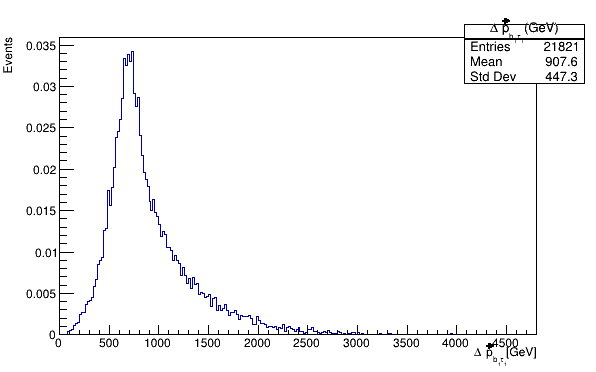 Δ p⃗ b₁τ₁ (GeV)
Entries 21821
Mean 907.6
Std Dev 447.3
Events
0.035
0.03
0.025
0.02
0.015
0.01
0.005
0
0 500 1000 1500 2000 2500 3000 3500 4000 4500
Δ p⃗ b₁τ₁ [GeV]